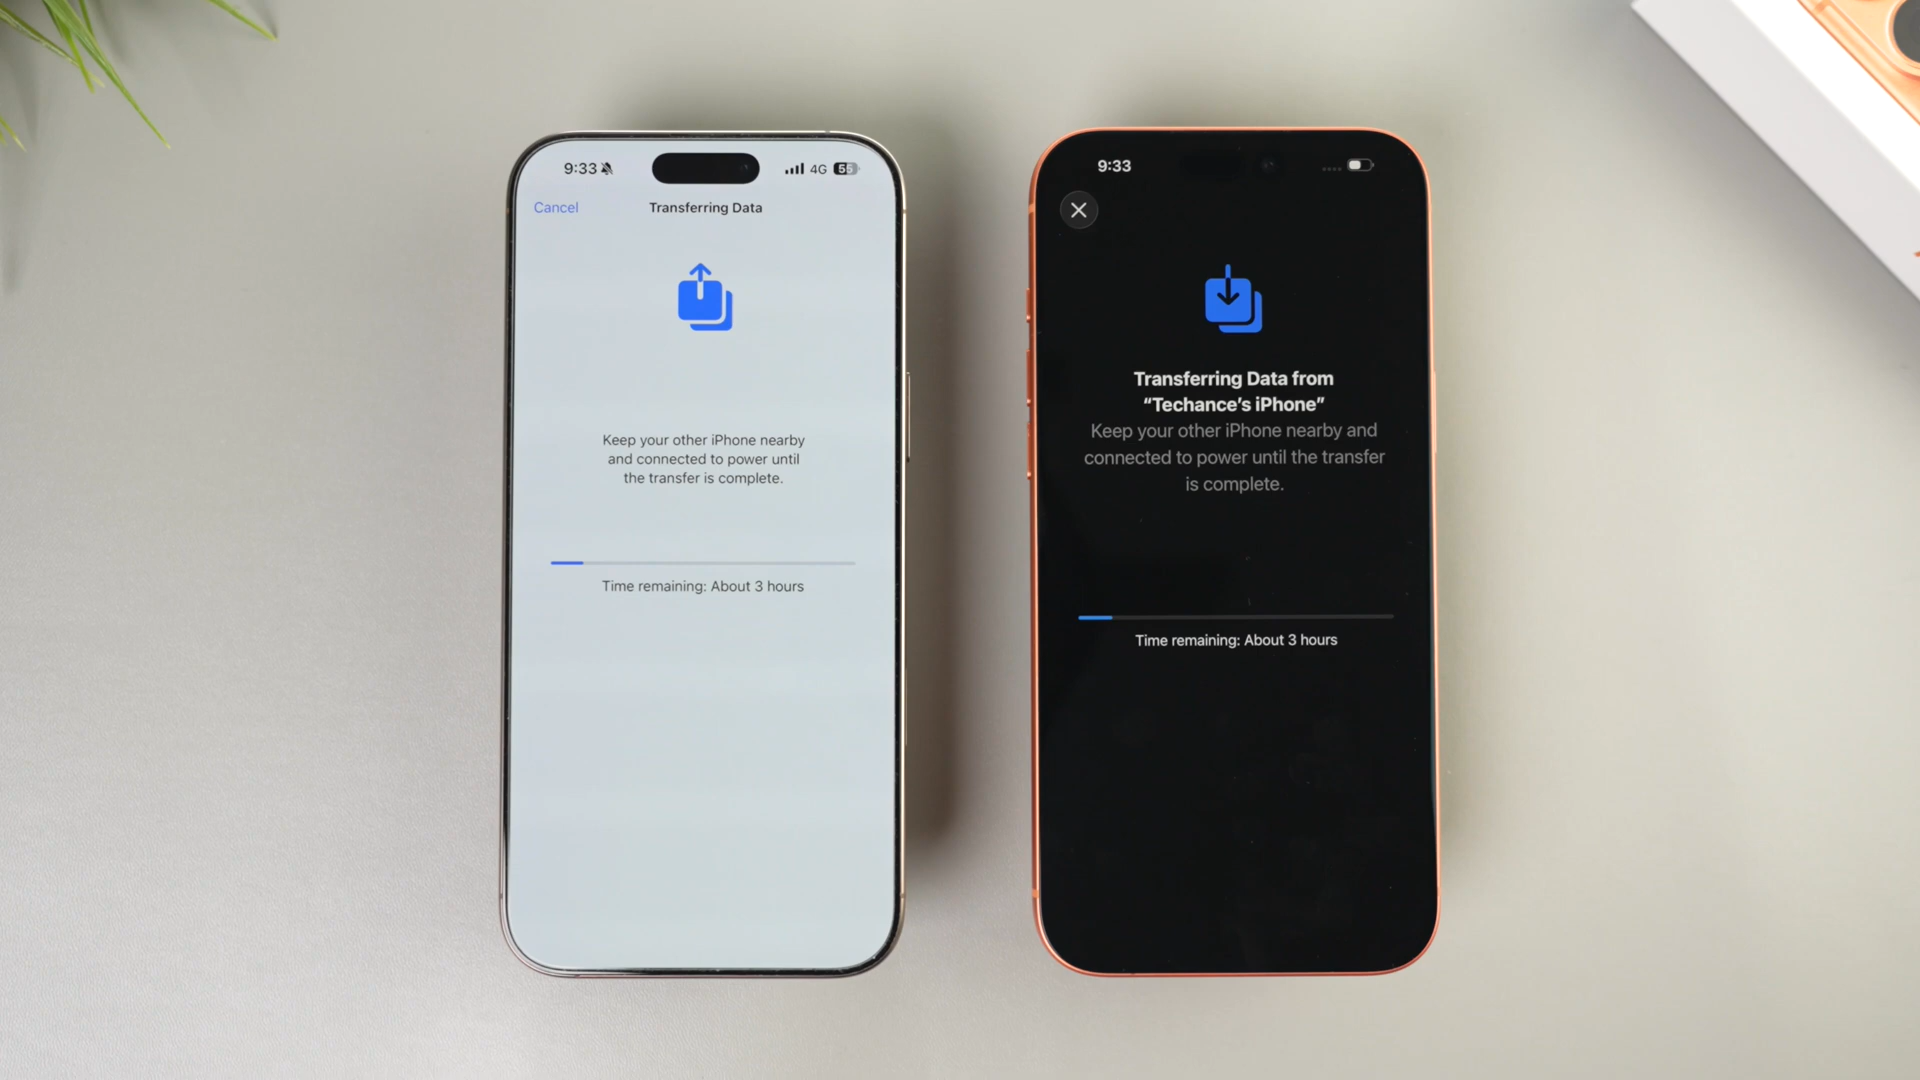 9:33
4G 55
Cancel
Transferring Data
Keep your other iPhone nearby
and connected to power until
the transfer is complete.
Time remaining: About 3 hours
9:33
Transferring Data from
“Techance’s iPhone”
Keep your other iPhone nearby and
connected to power until the transfer
is complete.
Time remaining: About 3 hours